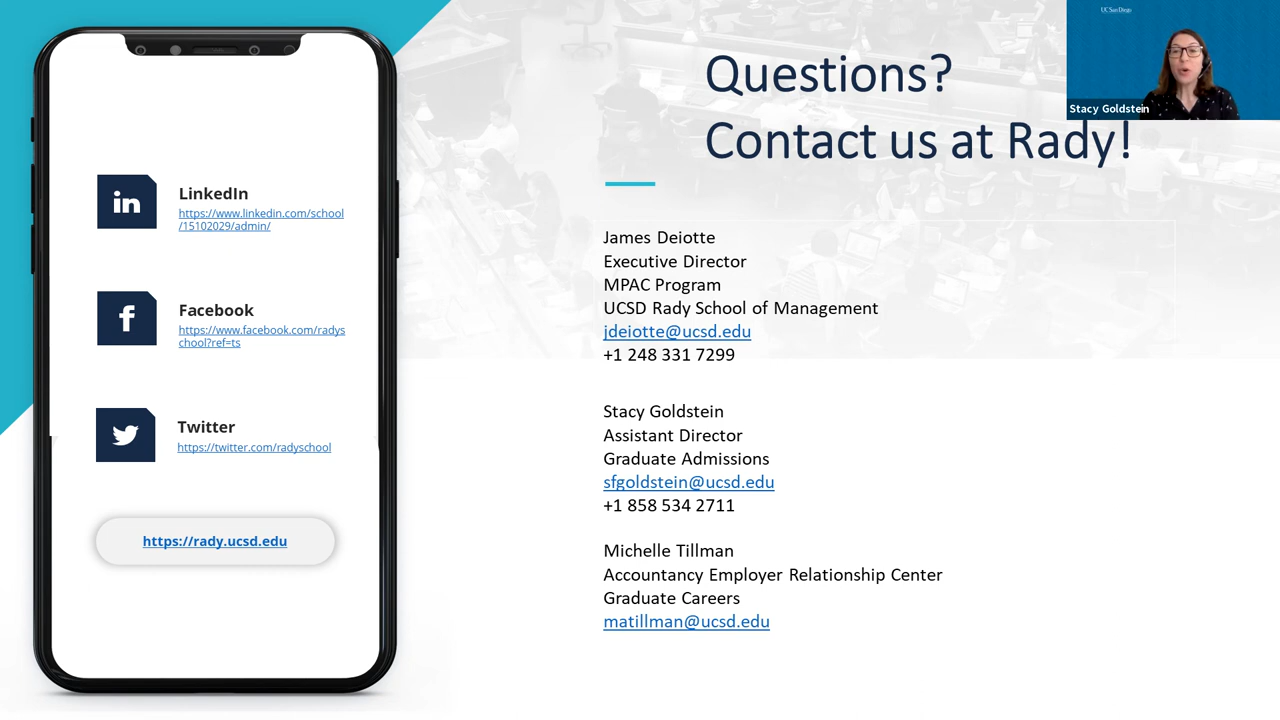 LinkedIn
https://www.linkedin.com/school
/15102029/admin/
Facebook
https://www.facebook.com/radys
chool?ref=ts
Twitter
https://twitter.com/radyschool
https://rady.ucsd.edu
Questions?
Contact us at Rady!
James Deiotte
Executive Director
MPAC Program
UCSD Rady School of Management
jdeiotte@ucsd.edu
+1 248 331 7299
Stacy Goldstein
Assistant Director
Graduate Admissions
sfgoldstein@ucsd.edu
+1 858 534 2711
Michelle Tillman
Accountancy Employer Relationship Center
Graduate Careers
matillman@ucsd.edu
UC San Diego
Stacy Goldstein